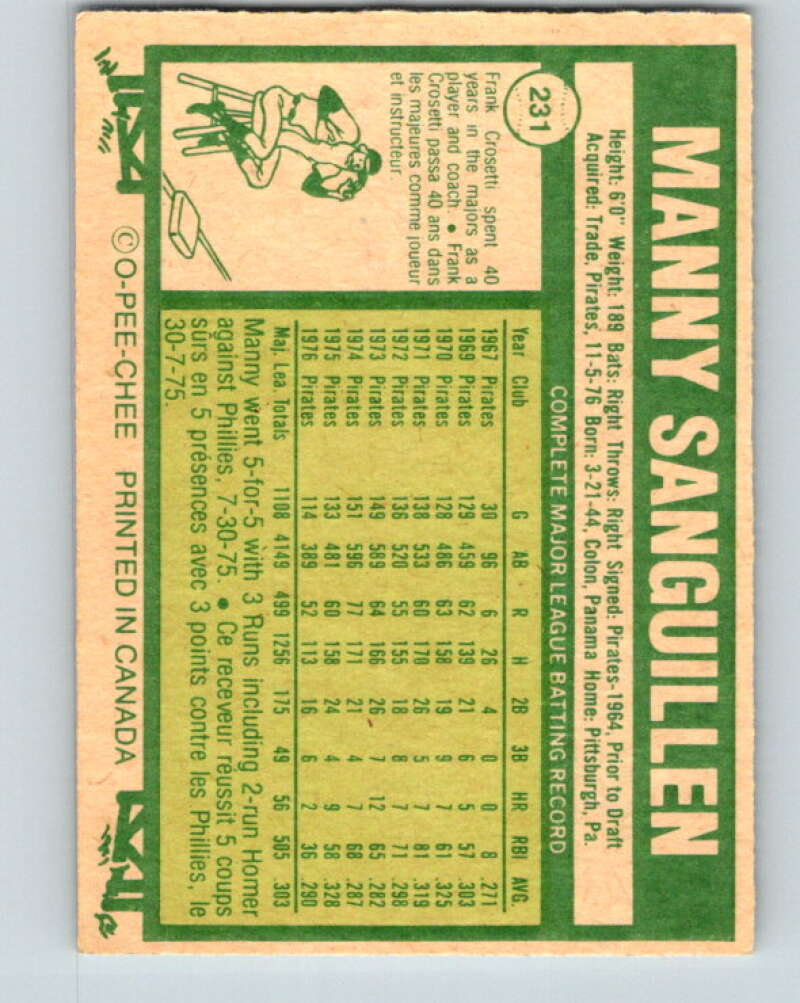 MANNY SANGUILLEN
Height: 6'0" Weight: 189 Bats: Right Throws: Right Signed: Pirates-1964, Prior to Draft
Acquired: Trade, Pirates, 11-5-76 Born: 3-21-44, Colon, Panama Home: Pittsburgh, Pa.
231
Frank Crosetti spent 40
years in the majors as a
player and coach. • Frank
Crosetti passa 40 ans dans
les majeures comme joueur
et instructeur.
COMPLETE MAJOR LEAGUE BATTING RECORD
Year Club G AB R H 2B 3B HR RBI AVG.
1967 Pirates 30 96 6 26 4 0 0 8 .271
1969 Pirates 129 459 62 139 21 6 5 57 .303
1970 Pirates 128 486 63 158 19 9 7 61 .325
1971 Pirates 138 533 60 170 26 5 7 81 .319
1972 Pirates 136 520 55 155 18 8 7 71 .298
1973 Pirates 149 589 64 166 26 7 12 65 .282
1974 Pirates 151 596 77 171 21 4 7 68 .287
1975 Pirates 133 481 60 158 24 4 9 58 .328
1976 Pirates 114 389 52 113 16 6 2 36 .290
Maj. Lea. Totals 1108 4149 499 1256 175 49 56 505 .303
Manny went 5-for-5 with 3 Runs including 2-run Homer
against Phillies, 7-30-75. • Ce receveur réussit 5 coups
sûrs en 5 présences avec 3 points contre les Phillies, le
30-7-75.
©O-PEE-CHEE PRINTED IN CANADA